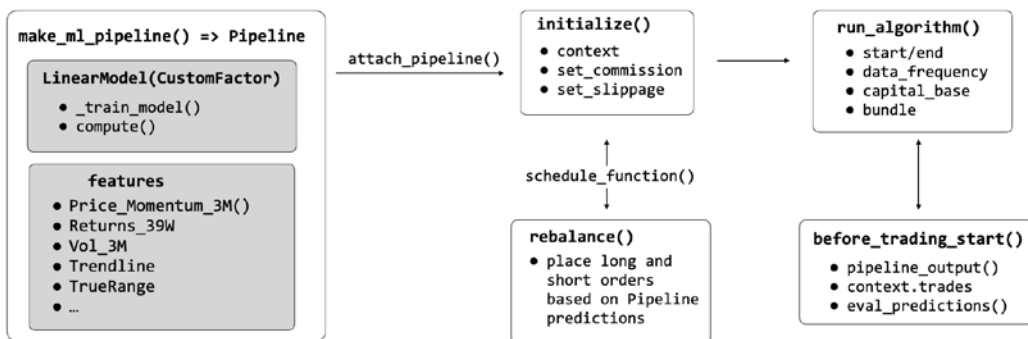 make_ml_pipeline() => Pipeline
LinearModel(CustomFactor)
● _train_model()
● compute()
features
● Price_Momentum_3M()
● Returns_39W
● Vol_3M
● Trendline
● TrueRange
● …
attach_pipeline()
initialize()
● context
● set_commission
● set_slippage
schedule_function()
rebalance()
● place long and
short orders
based on Pipeline
predictions
run_algorithm()
● start/end
● data_frequency
● capital_base
● bundle
before_trading_start()
● pipeline_output()
● context.trades
● eval_predictions()